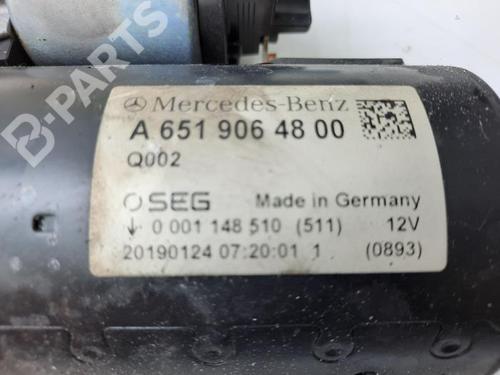 Mercedes-Benz
A 651 906 48 00
Q002
SEG Made in Germany
0 001 148 510 (511) 12V
20190124 07:20:01 1 (0893)
B-PARTS